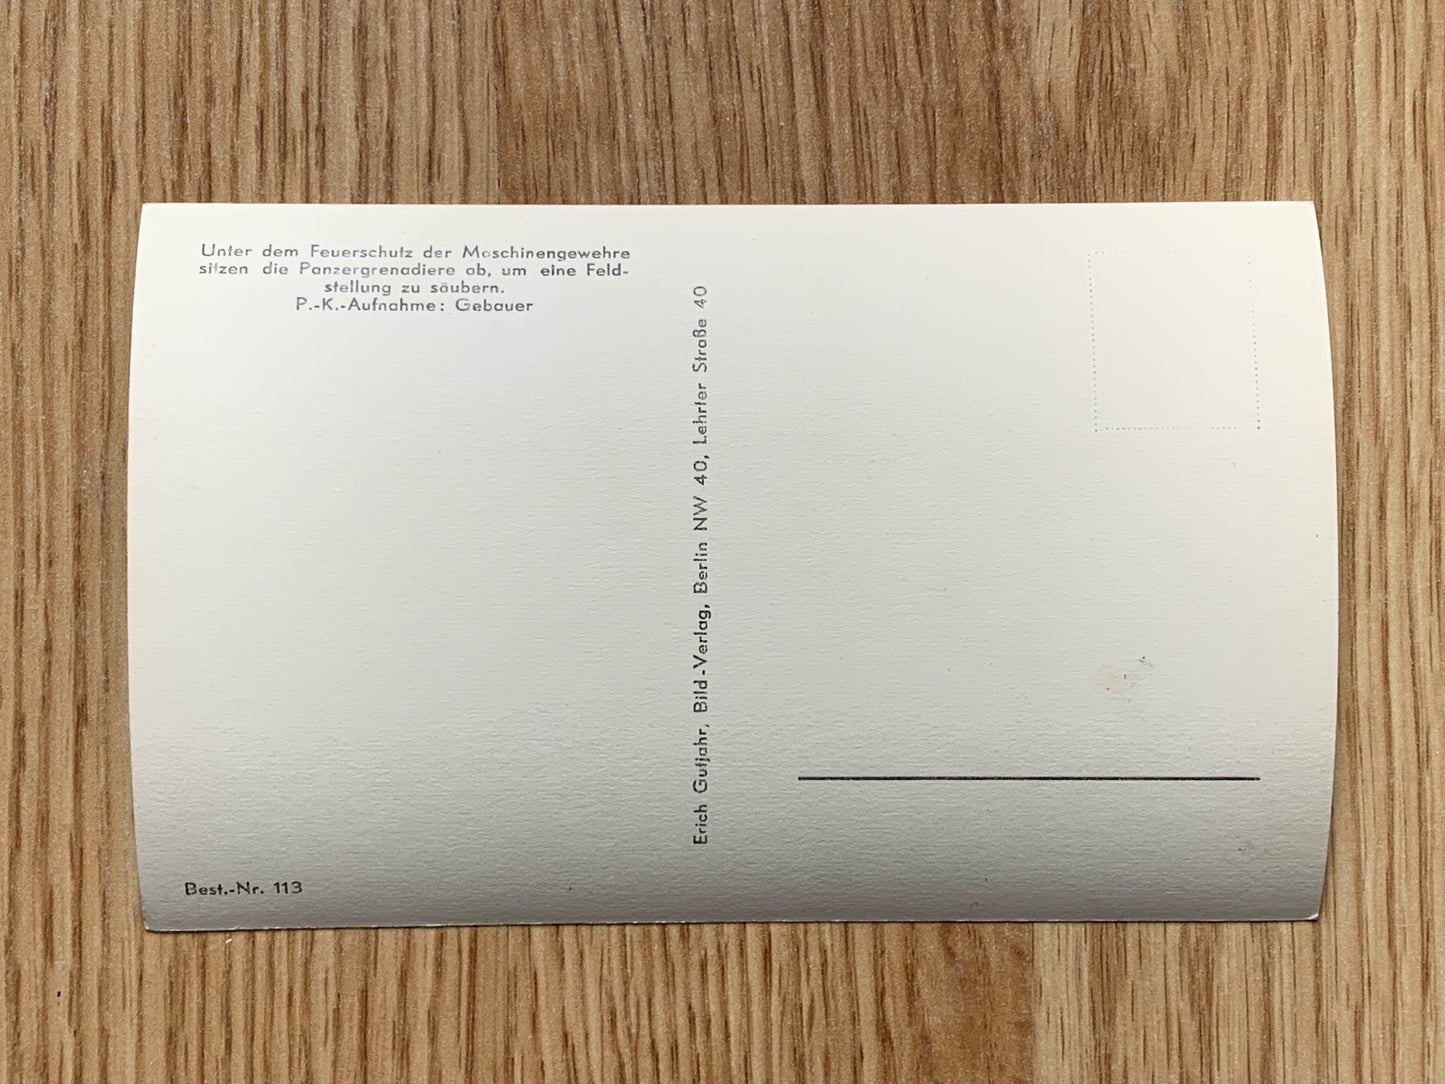 Unter dem Feuerschutz der Maschinengewehre
sitzen die Panzergrenadiere ab, um eine Feld-
stellung zu säubern.
P.-K.-Aufnahme: Gebauer
Erich Gutjahr, Bild-Verlag, Berlin NW 40, Lehrter Straße 40
Best.-Nr. 113